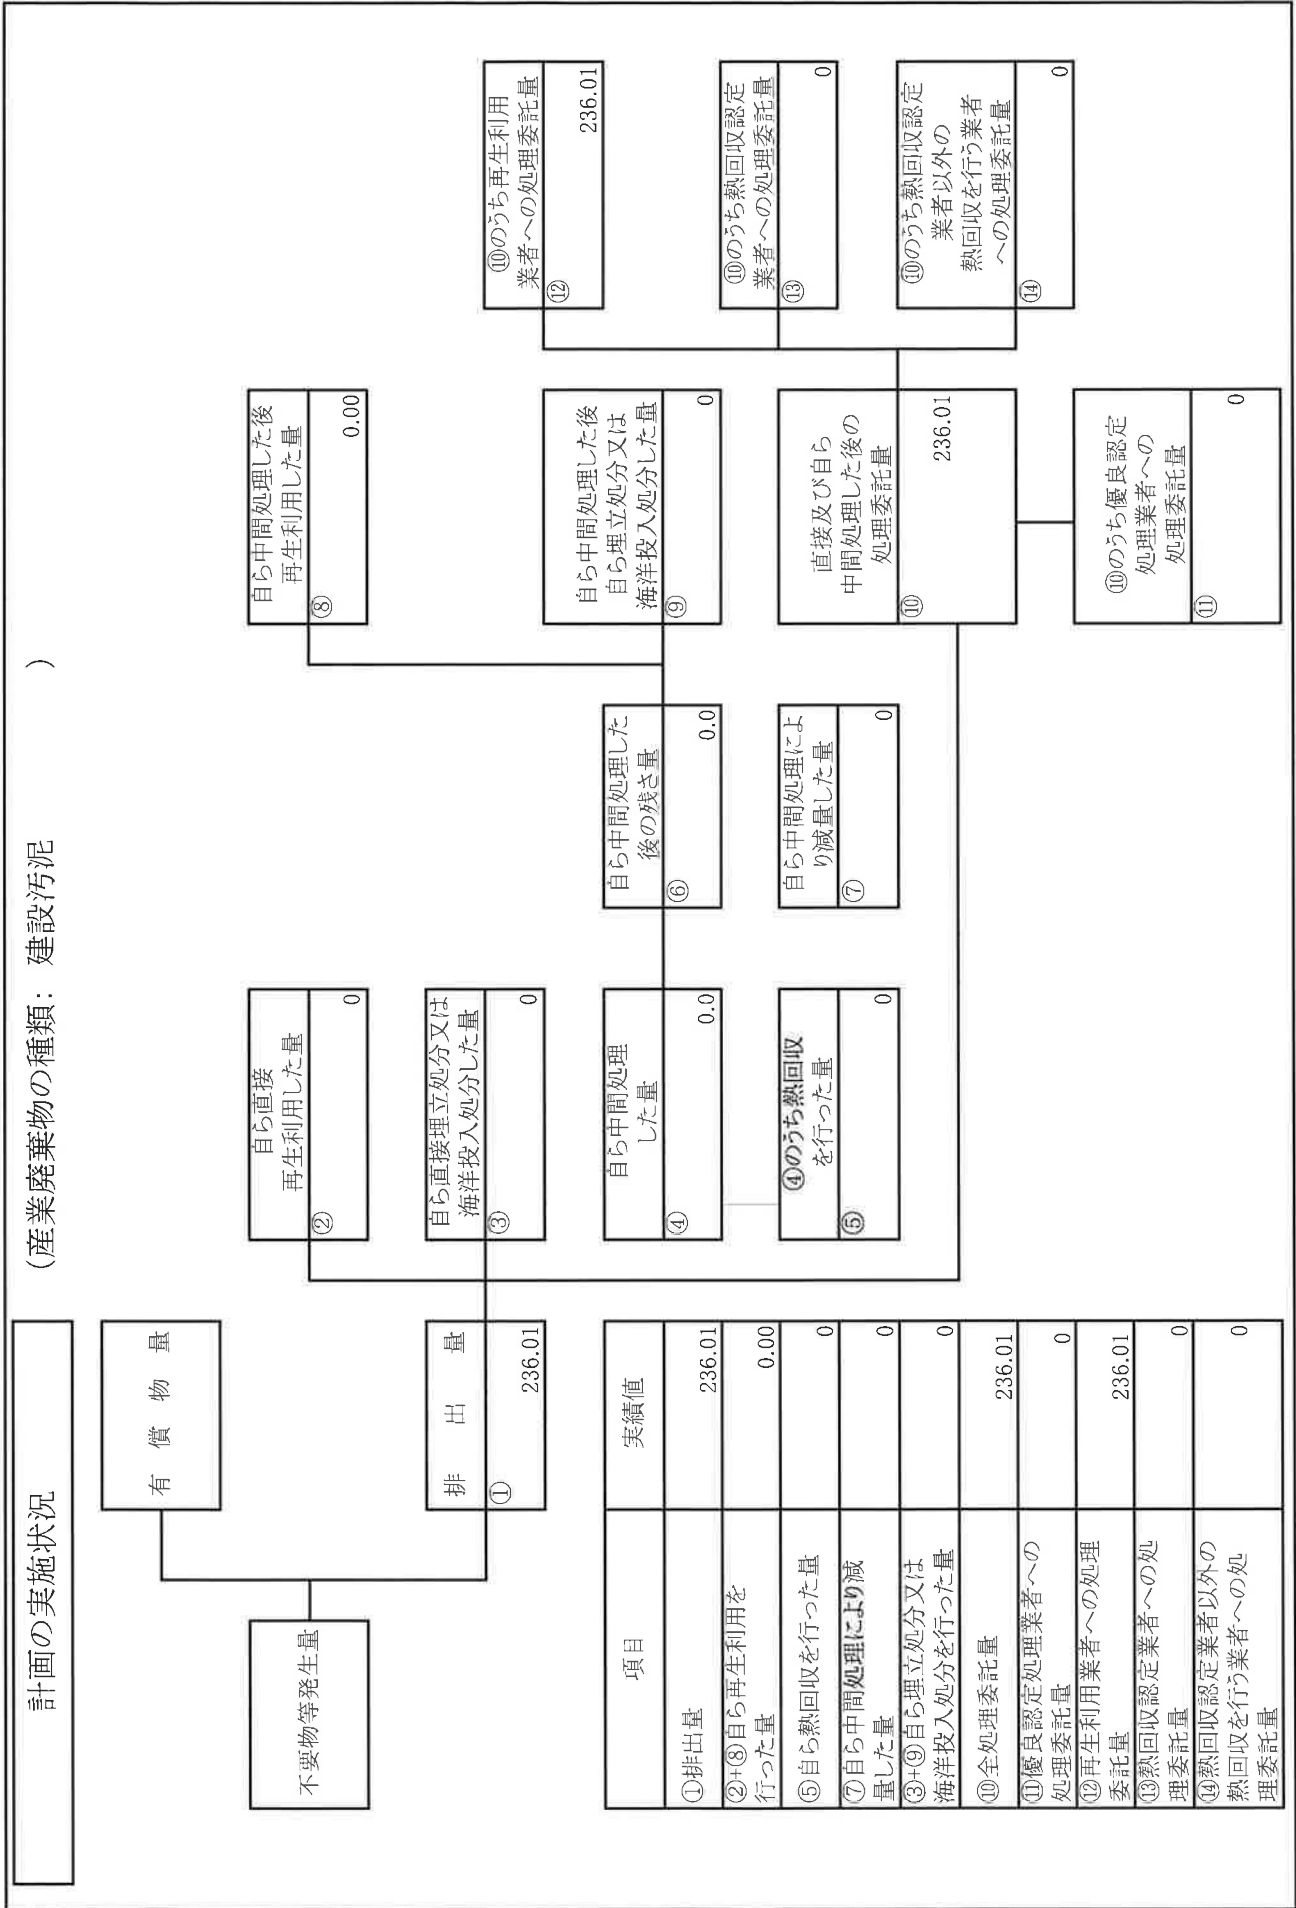 計画の実施状況
(産業廃棄物の種類： 建設汚泥 )
不要物等発生量
有償物量
排出量
①
236.01
自ら直接
再生利用した量
②
0
自ら直接埋立処分又は
海洋投入処分した量
③
0
自ら中間処理
した量
④
0.0
④のうち熱回収
を行った量
⑤
0
自ら中間処理した
後の残さ量
⑥
0.0
自ら中間処理によ
り減量した量
⑦
0
自ら中間処理した後
再生利用した量
⑧
0.00
自ら中間処理した後
自ら埋立処分又は
海洋投入処分した量
⑨
0
直接及び自ら
中間処理した後の
処理委託量
⑩
236.01
⑩のうち優良認定
処理業者への
処理委託量
⑪
0
⑩のうち再生利用
業者への処理委託量
⑫
236.01
⑩のうち熱回収認定
業者への処理委託量
⑬
0
⑩のうち熱回収認定
業者以外の
熱回収を行う業者
への処理委託量
⑭
0
項目 実績値
①排出量 236.01
②+⑧自ら再生利用を
行った量 0.00
⑤自ら熱回収を行った量 0
⑦自ら中間処理により減
量した量 0
③+⑨自ら埋立処分又は
海洋投入処分を行った量 0
⑩全処理委託量 236.01
⑪優良認定処理業者への
処理委託量 0
⑫再生利用業者への処理
委託量 236.01
⑬熱回収認定業者への処
理委託量 0
⑭熱回収認定業者以外の
熱回収を行う業者への処
理委託量 0